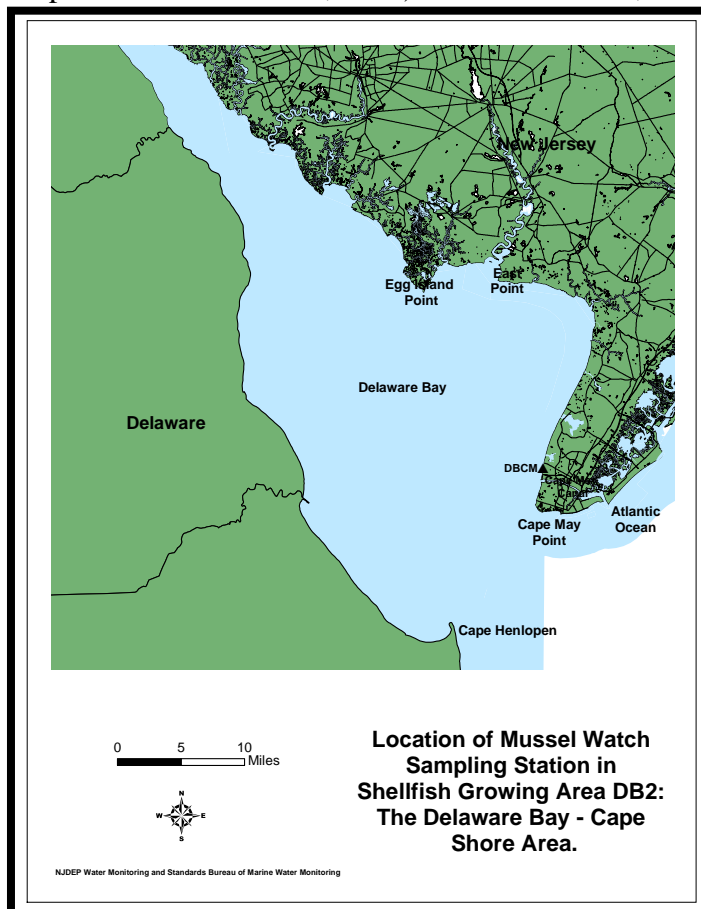 New Jersey
Egg Island
Point
East
Point
Delaware Bay
Delaware
DBCM
Cape May
Canal
Cape May
Point
Atlantic
Ocean
Cape Henlopen
0 5 10
Miles
N
W E
S
Location of Mussel Watch
Sampling Station in
Shellfish Growing Area DB2:
The Delaware Bay - Cape
Shore Area.
NJDEP Water Monitoring and Standards Bureau of Marine Water Monitoring